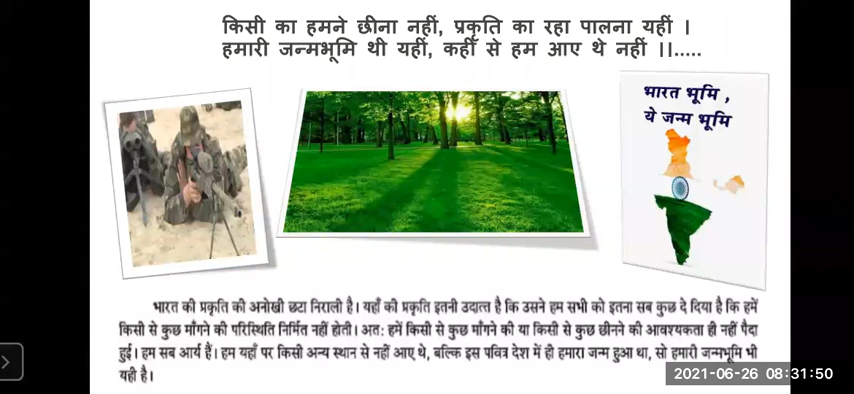 किसी का हमने छीना नहीं, प्रकृति का रहा पालना यहीं ।
हमारी जन्मभूमि थी यहीं, कहीं से हम आए थे नहीं ।।.....
भारत भूमि ,
ये जन्म भूमि
भारत की प्रकृति की अनोखी छटा निराली है। यहाँ की प्रकृति इतनी उदात्त है कि उसने हम सभी को इतना सब कुछ दे दिया है कि हमें
किसी से कुछ माँगने की परिस्थिति निर्मित नहीं होती। अत: हमें किसी से कुछ माँगने की या किसी से कुछ छीनने की आवश्यकता ही नहीं पैदा
हुई। हम सब आर्य हैं। हम यहाँ पर किसी अन्य स्थान से नहीं आए थे, बल्कि इस पवित्र देश में ही हमारा जन्म हुआ था, सो हमारी जन्मभूमि भी
यही है।
2021-06-26 08:31:50